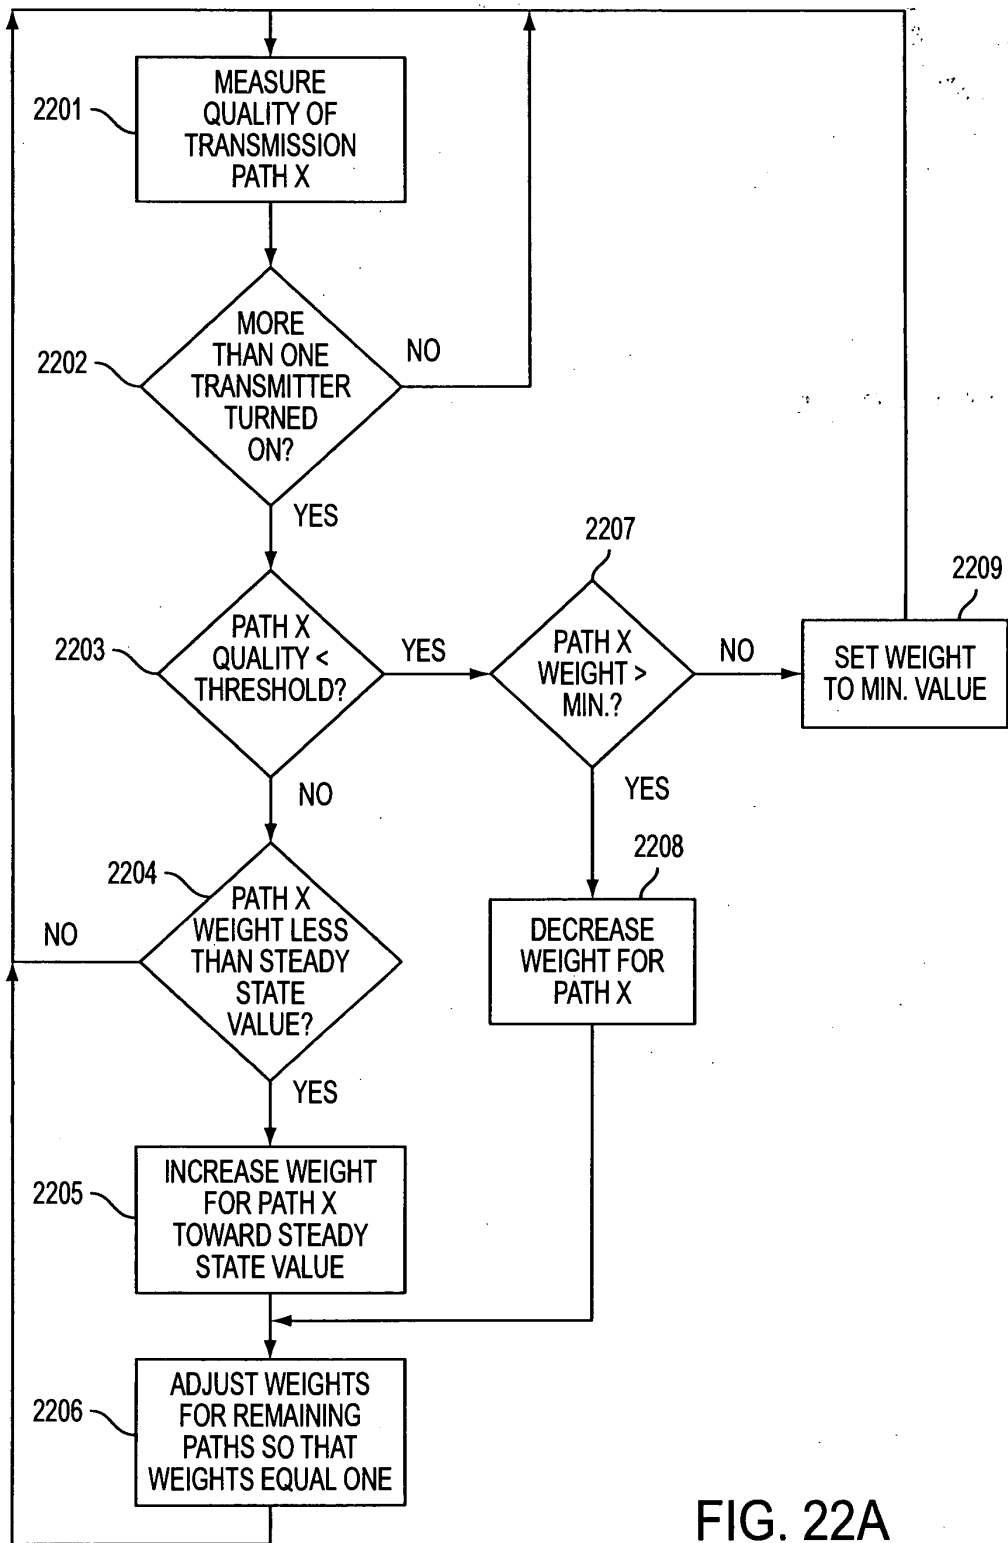 2201
MEASURE
QUALITY OF
TRANSMISSION
PATH X
2202
MORE
THAN ONE
TRANSMITTER
TURNED
ON?
NO
YES
2203
PATH X
QUALITY <
THRESHOLD?
YES
NO
2207
PATH X
WEIGHT >
MIN.?
NO
YES
2209
SET WEIGHT
TO MIN. VALUE
2204
PATH X
WEIGHT LESS
THAN STEADY
STATE
VALUE?
NO
YES
2208
DECREASE
WEIGHT FOR
PATH X
2205
INCREASE WEIGHT
FOR PATH X
TOWARD STEADY
STATE VALUE
2206
ADJUST WEIGHTS
FOR REMAINING
PATHS SO THAT
WEIGHTS EQUAL ONE
FIG. 22A